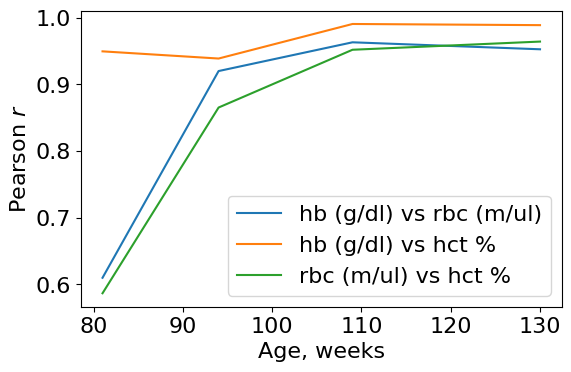 1.0
0.9
0.8
0.7
0.6
Pearson r
hb (g/dl) vs rbc (m/ul)
hb (g/dl) vs hct %
rbc (m/ul) vs hct %
80 90 100 110 120 130
Age, weeks